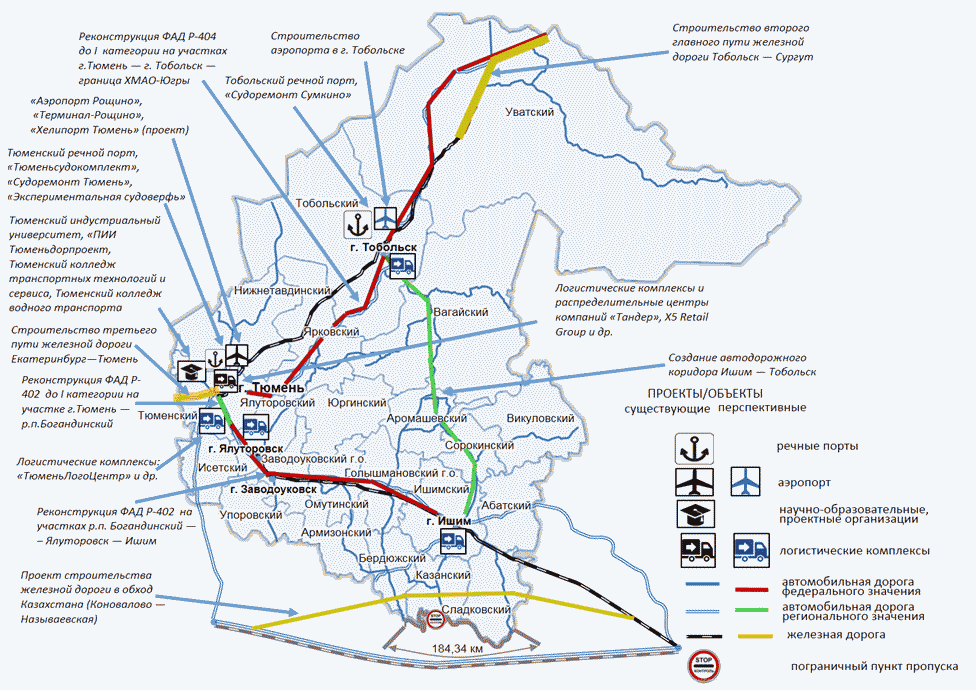 Реконструкция ФАД Р-404
до I категории на участках
г.Тюмень — г. Тобольск —
граница ХМАО-Югры
Строительство
аэропорта в г. Тобольске
Строительство второго
главного пути железной
дороги Тобольск — Сургут
Тобольский речной порт,
«Судоремонт Сумкино»
«Аэропорт Рощино»,
«Терминал-Рощино»,
«Хелипорт Тюмень» (проект)
Тюменский речной порт,
«Тюменьсудокомплект»,
«Судоремонт Тюмень»,
«Экспериментальная судоверфь»
Тюменский индустриальный
университет, «ПИИ
Тюменьдорпроект,
Тюменский колледж
транспортных технологий и
сервиса, Тюменский колледж
водного транспорта
Строительство третьего
пути железной дороги
Екатеринбург—Тюмень
Реконструкция ФАД Р-
402 до I категории на
участке г.Тюмень —
р.п.Богандинский
Логистические комплексы:
«ТюменьЛогоЦентр» и др.
Реконструкция ФАД Р-402 на
участках р.п. Богандинский —
– Ялуторовск — Ишим
Проект строительства
железной дороги в обход
Казахстана (Коновалово —
Называевская)
Уватский
Тобольский
г. Тобольск
Нижнетавдинский
Вагайский
Ярковский
г. Тюмень
Ялуторовский
Юргинский
Тюменский
Аромашевский
Викуловский
г. Ялуторовск
Сорокинский
Заводоуковский г.о
Исетский
Голышмановский г.о
г. Заводоуковск
Ишимский
Омутинский
Абатский
Упоровский
г. Ишим
Армизонский
Бердюжский
Казанский
Сладковский
STOP
184,34 км
Логистические комплексы и
распределительные центры
компаний «Тандер», X5 Retail
Group и др.
Создание автодорожного
коридора Ишим — Тобольск
ПРОЕКТЫ/ОБЪЕКТЫ
существующие перспективные
речные порты
аэропорт
научно-образовательные,
проектные организации
логистические комплексы
автомобильная дорога
федерального значения
автомобильная дорога
регионального значения
железная дорога
STOP
КОНТРОЛЬ
пограничный пункт пропуска